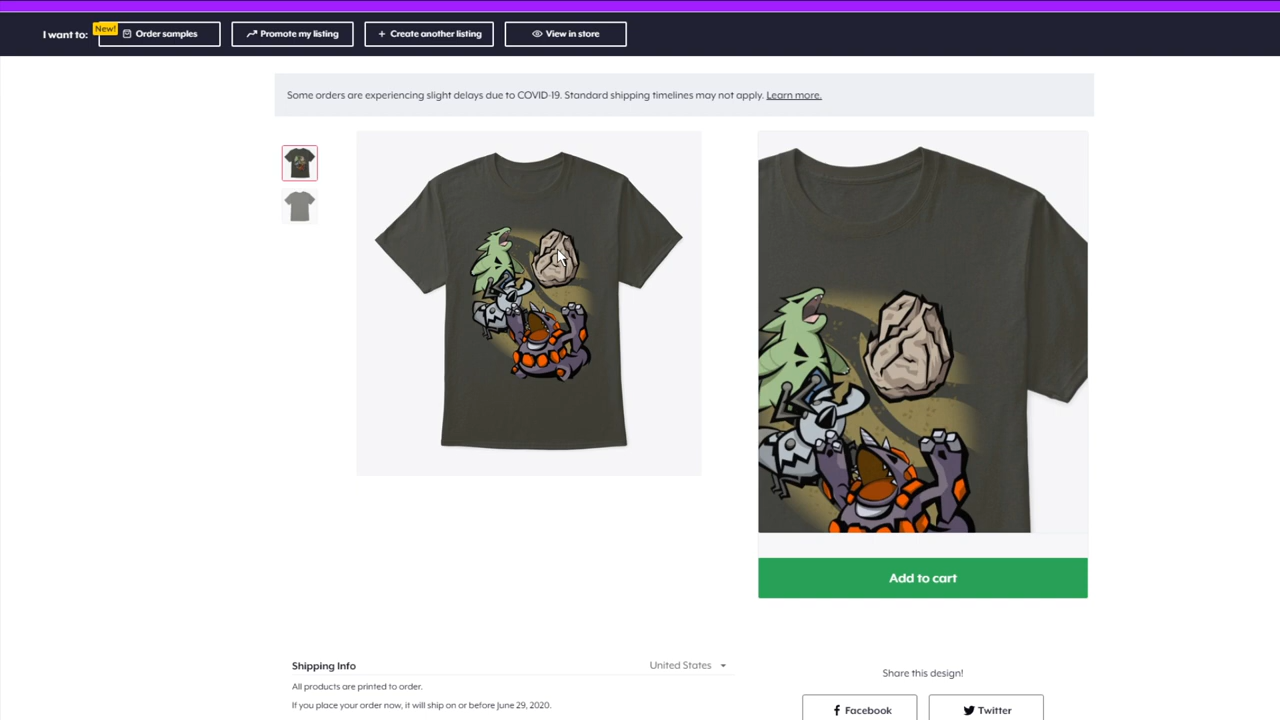 I want to:
New!
Order samples
Promote my listing
Create another listing
View in store
Some orders are experiencing slight delays due to COVID-19. Standard shipping timelines may not apply. Learn more.
Add to cart
Shipping Info
United States
All products are printed to order.
If you place your order now, it will ship on or before June 29, 2020.
Share this design!
Facebook
Twitter